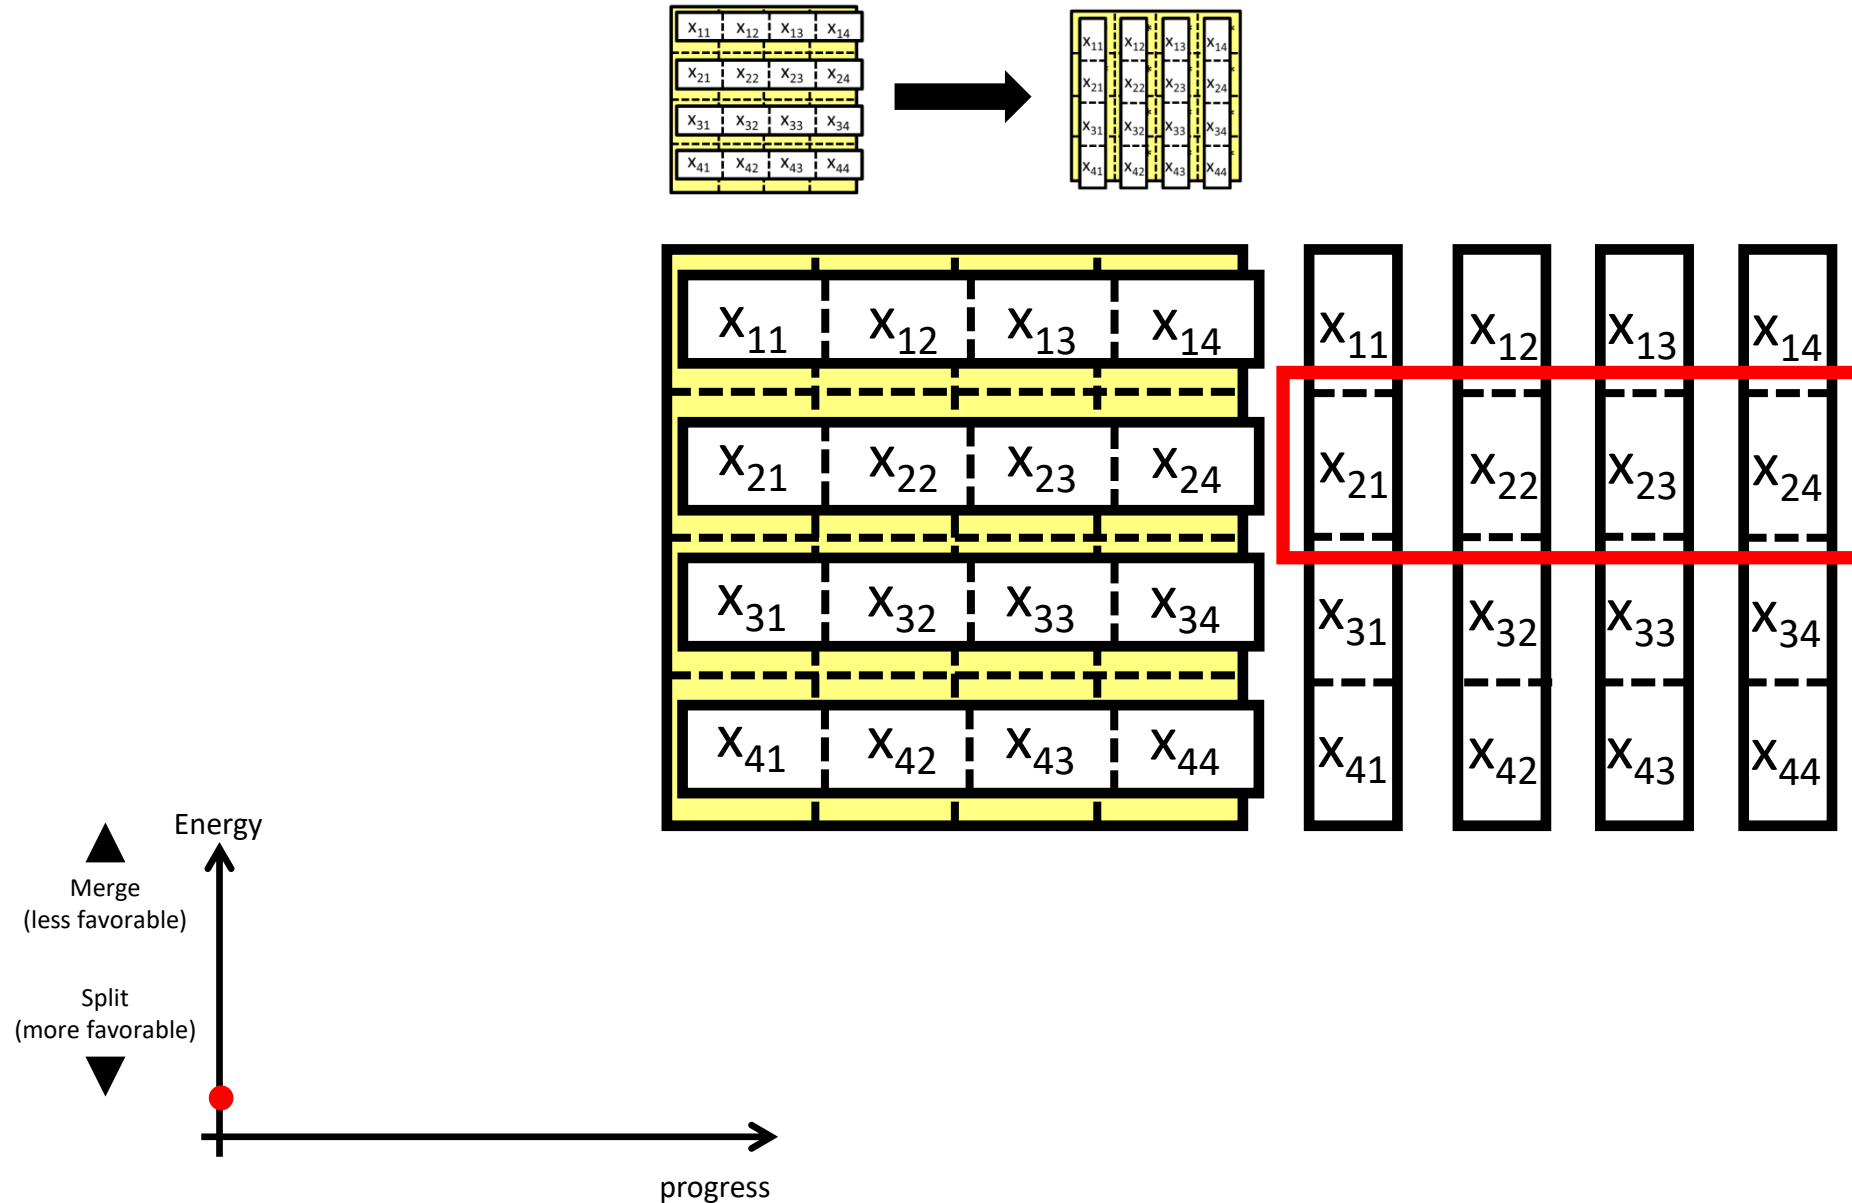 x11 x12 x13 x14
x21 x22 x23 x24
x31 x32 x33 x34
x41 x42 x43 x44
x11 x12 x13 x14
x21 x22 x23 x24
x31 x32 x33 x34
x41 x42 x43 x44
x11 x12 x13 x14
x21 x22 x23 x24
x31 x32 x33 x34
x41 x42 x43 x44
x11 x12 x13 x14
x21 x22 x23 x24
x31 x32 x33 x34
x41 x42 x43 x44
Energy
Merge
(less favorable)
Split
(more favorable)
progress